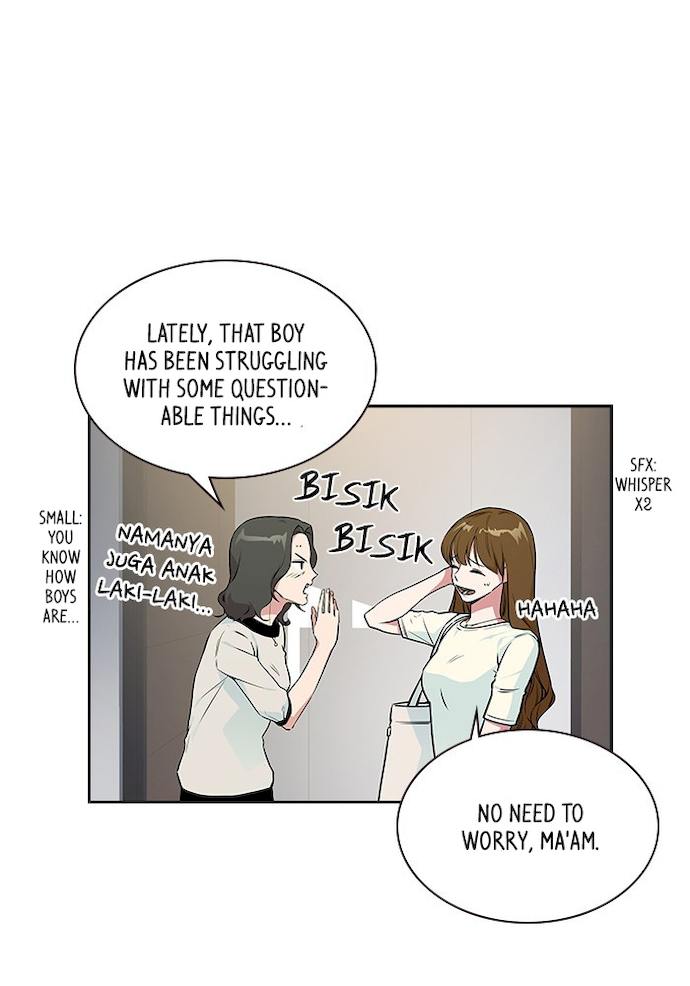 LATELY, THAT BOY
HAS BEEN STRUGGLING
WITH SOME QUESTION-
ABLE THINGS...
BISIK
BISIK
SFX:
WHISPER
X2
SMALL:
YOU
KNOW
HOW
BOYS
ARE...
NAMANYA
JUGA ANAK
LAKI-LAKI...
HAHAHA
NO NEED TO
WORRY, MA'AM.